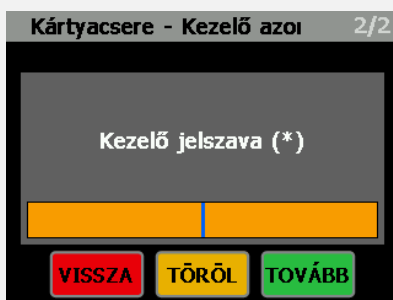 Kártyacsere - Kezelő azoı 2/2
Kezelő jelszava (*)
VISSZA TÖRÖL TOVÁBB